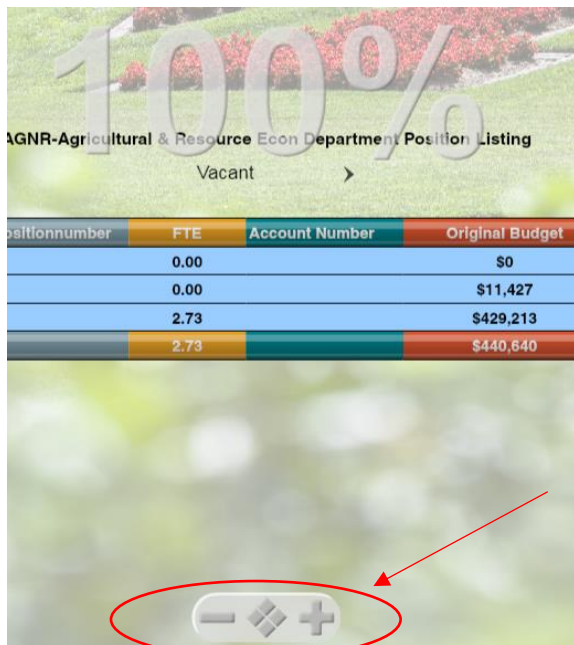 100%
AGNR-Agricultural & Resource Econ Department Position Listing
Vacant >
ositionnumber FTE Account Number Original Budget
0.00 $0
0.00 $11,427
2.73 $429,213
2.73 $440,640